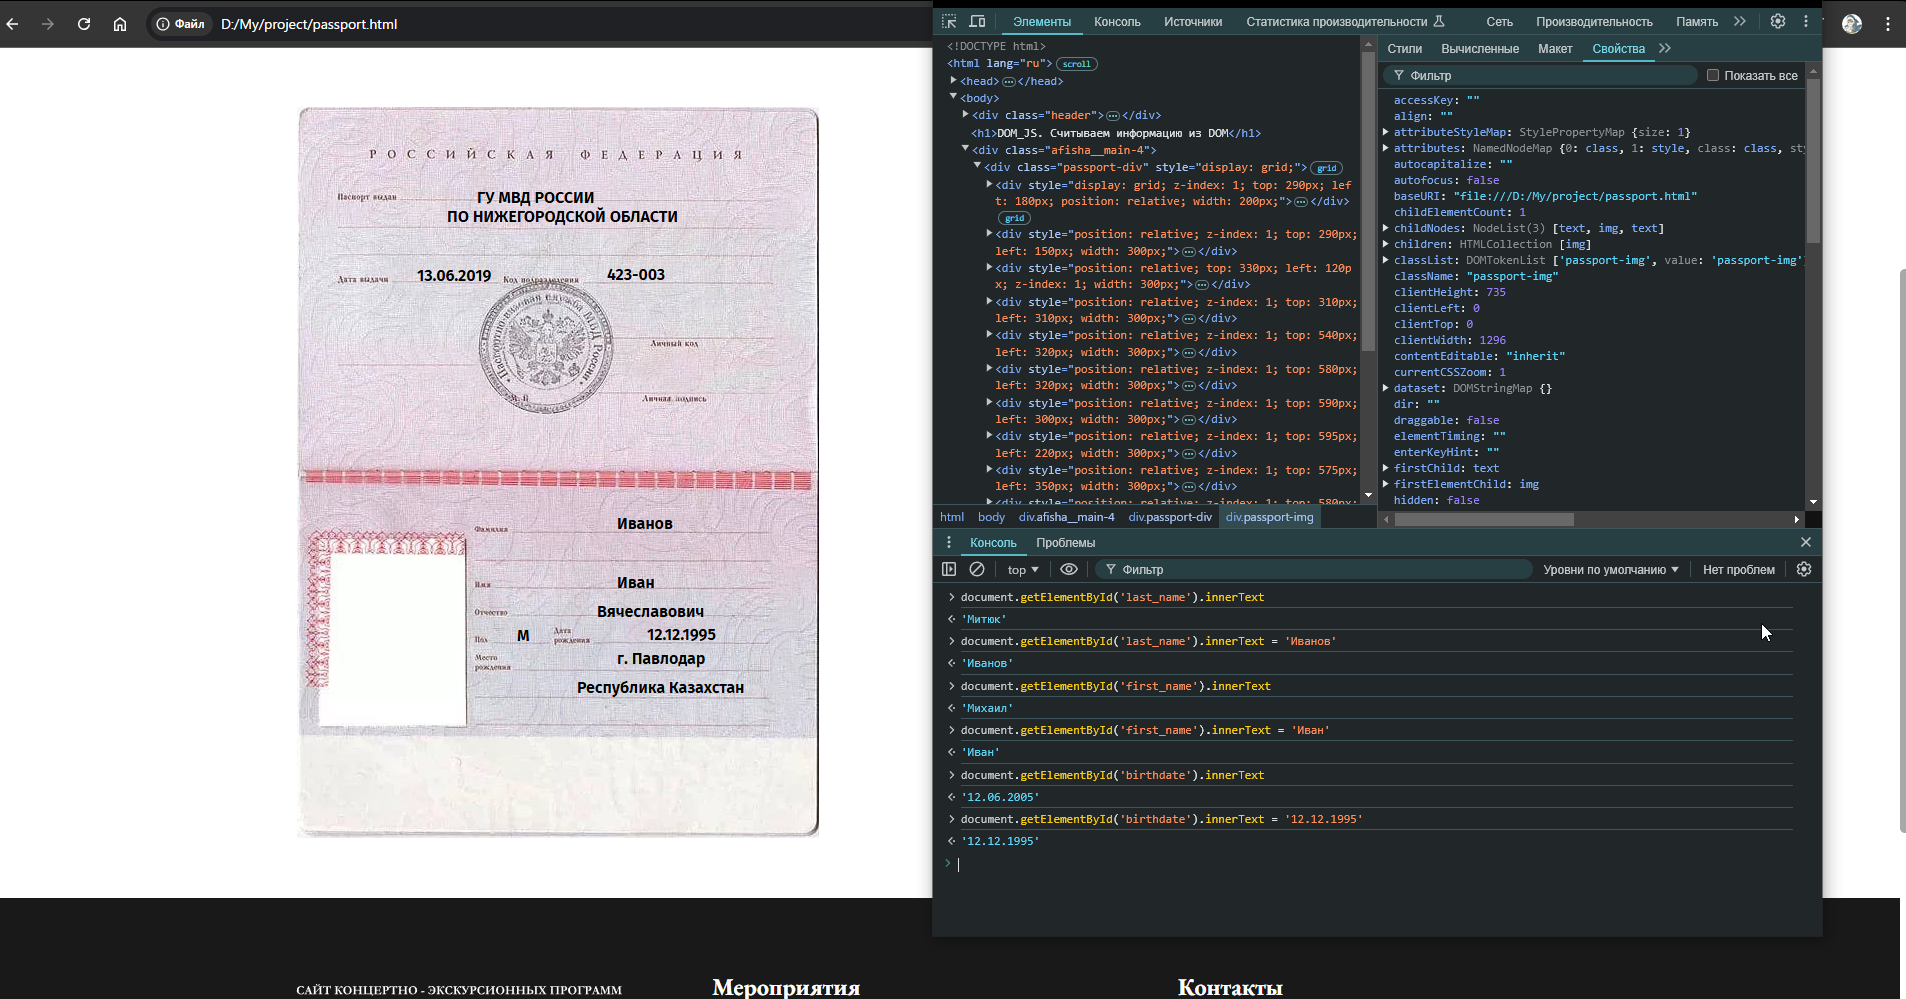 Файл
D:/My/project/passport.html
РОССИЙСКАЯ ФЕДЕРАЦИЯ
Паспорт выдан
ГУ МВД РОССИИ
ПО НИЖЕГОРОДСКОЙ ОБЛАСТИ
Дата выдачи 13.06.2019 Код подразделения 423-003
Личный код
М.П.
Личная подпись
Фамилия Иванов
Имя Иван
Отчество Вячеславович
Пол М Дата рождения 12.12.1995
Место рождения г. Павлодар
Республика Казахстан
САЙТ КОНЦЕРТНО - ЭКСКУРСИОННЫХ ПРОГРАММ
Мероприятия
Контакты
Элементы Консоль Источники Статистика производительности Сеть Производительность Память
<!DOCTYPE html>
<html lang="ru"> scroll
<head> </head>
<body>
<div class="header"> </div>
<h1>DOM_JS. Считываем информацию из DOM</h1>
<div class="afisha__main-4">
<div class="passport-div" style="display: grid;"> grid
<div style="display: grid; z-index: 1; top: 290px; lef
t: 180px; position: relative; width: 200px;"> </div>
grid
<div style="position: relative; z-index: 1; top: 290px;
left: 150px; width: 300px;"> </div>
<div style="position: relative; top: 330px; left: 120p
x; z-index: 1; width: 300px;"> </div>
<div style="position: relative; z-index: 1; top: 310px;
left: 310px; width: 300px;"> </div>
<div style="position: relative; z-index: 1; top: 540px;
left: 320px; width: 300px;"> </div>
<div style="position: relative; z-index: 1; top: 580px;
left: 320px; width: 300px;"> </div>
<div style="position: relative; z-index: 1; top: 590px;
left: 300px; width: 300px;"> </div>
<div style="position: relative; z-index: 1; top: 595px;
left: 220px; width: 300px;"> </div>
<div style="position: relative; z-index: 1; top: 575px;
left: 350px; width: 300px;"> </div>
<div style="position: relative; z-index: 1; top: 580px;
html body div.afisha__main-4 div.passport-div div.passport-img
Стили Вычисленные Макет Свойства
Фильтр Показать все
accessKey: ""
align: ""
attributeStyleMap: StylePropertyMap {size: 1}
attributes: NamedNodeMap {0: class, 1: style, class: class, sty
autocapitalize: ""
autofocus: false
baseURI: "file:///D:/My/project/passport.html"
childElementCount: 1
childNodes: NodeList(3) [text, img, text]
children: HTMLCollection [img]
classList: DOMTokenList ['passport-img', value: 'passport-img'
className: "passport-img"
clientHeight: 735
clientLeft: 0
clientTop: 0
clientWidth: 1296
contentEditable: "inherit"
currentCSSZoom: 1
dataset: DOMStringMap {}
dir: ""
draggable: false
elementTiming: ""
enterKeyHint: ""
firstChild: text
firstElementChild: img
hidden: false
Консоль Проблемы
top Фильтр Уровни по умолчанию Нет проблем
document.getElementById('last_name').innerText
'Митюк'
document.getElementById('last_name').innerText = 'Иванов'
'Иванов'
document.getElementById('first_name').innerText
'Михаил'
document.getElementById('first_name').innerText = 'Иван'
'Иван'
document.getElementById('birthdate').innerText
'12.06.2005'
document.getElementById('birthdate').innerText = '12.12.1995'
'12.12.1995'